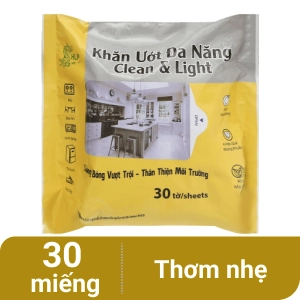 Khăn Ướt Đa Năng
Clean & Light
Bóng Vượt Trội - Thân Thiện Môi Trường
30 tờ/sheets
30
miếng
Thơm nhẹ